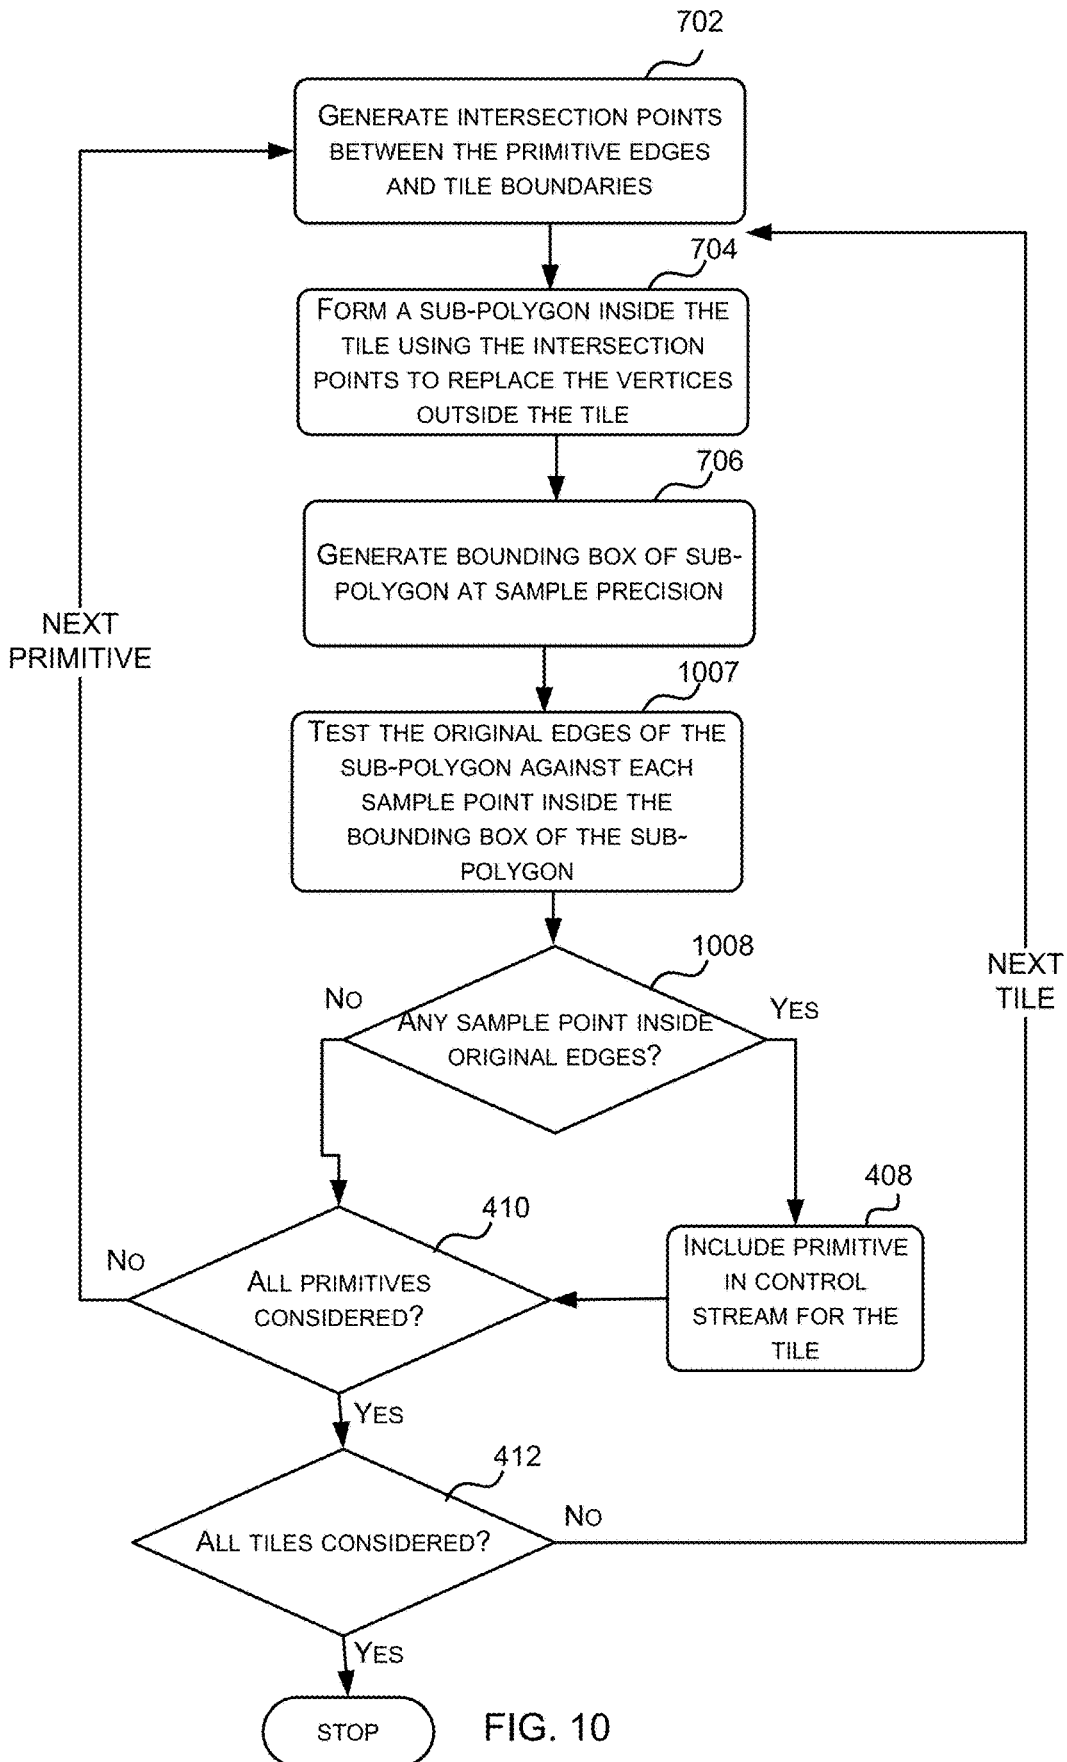 702
GENERATE INTERSECTION POINTS
BETWEEN THE PRIMITIVE EDGES
AND TILE BOUNDARIES
704
FORM A SUB-POLYGON INSIDE THE
TILE USING THE INTERSECTION
POINTS TO REPLACE THE VERTICES
OUTSIDE THE TILE
706
GENERATE BOUNDING BOX OF SUB-
POLYGON AT SAMPLE PRECISION
NEXT
PRIMITIVE
1007
TEST THE ORIGINAL EDGES OF THE
SUB-POLYGON AGAINST EACH
SAMPLE POINT INSIDE THE
BOUNDING BOX OF THE SUB-
POLYGON
1008
NO
YES
ANY SAMPLE POINT INSIDE
ORIGINAL EDGES?
NEXT
TILE
408
INCLUDE PRIMITIVE
IN CONTROL
STREAM FOR THE
TILE
410
NO
ALL PRIMITIVES
CONSIDERED?
YES
412
ALL TILES CONSIDERED?
NO
YES
STOP
FIG. 10